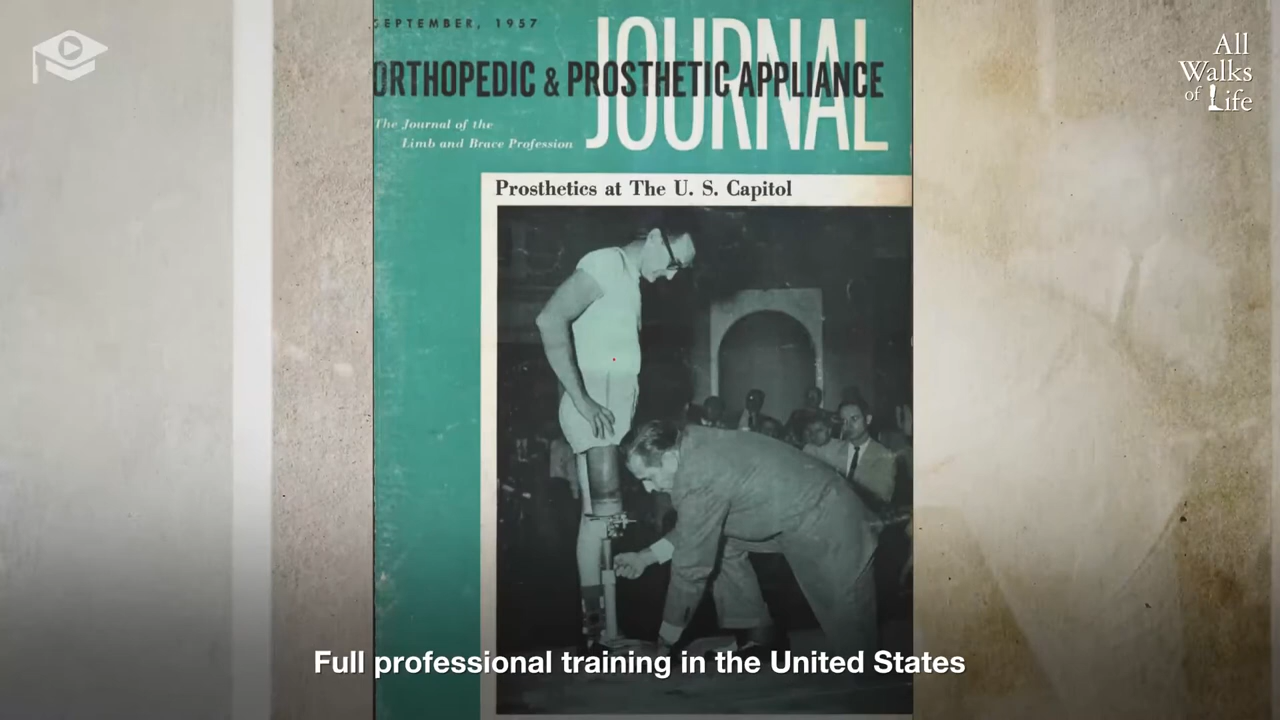 SEPTEMBER, 1957
JOURNAL
ORTHOPEDIC & PROSTHETIC APPLIANCE
The Journal of the
Limb and Brace Profession
Prosthetics at The U. S. Capitol
All
Walks
of Life
Full professional training in the United States